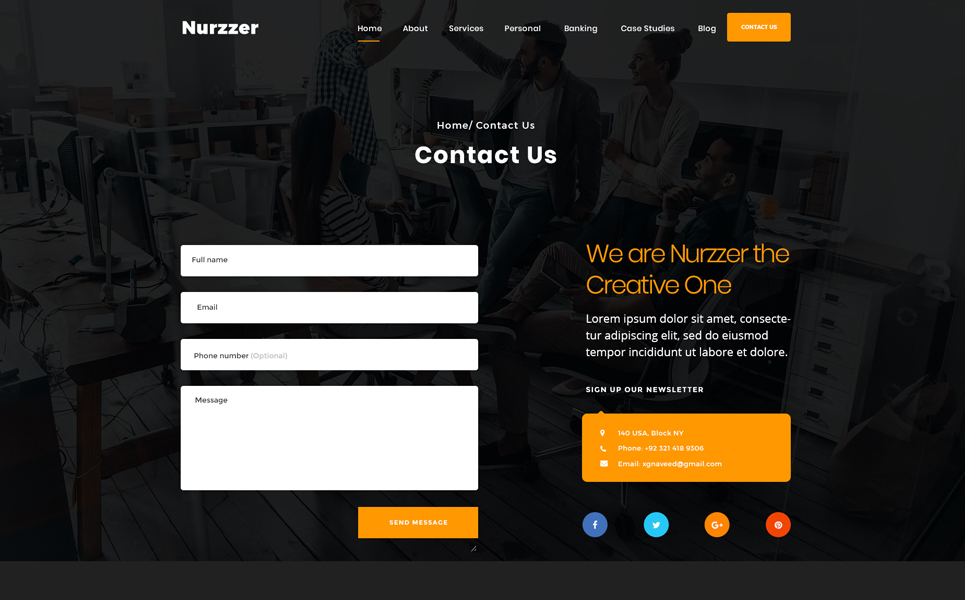 Nurzzer
Home About Services Personal Banking Case Studies Blog CONTACT US
Home/ Contact Us
Contact Us
Full name
Email
Phone number (Optional)
Message
SEND MESSAGE
We are Nurzzer the
Creative One
Lorem ipsum dolor sit amet, consecte-
tur adipiscing elit, sed do eiusmod
tempor incididunt ut labore et dolore.
SIGN UP OUR NEWSLETTER
140 USA, Block NY
Phone: +92 321 418 9306
Email: xgnaveed@gmail.com